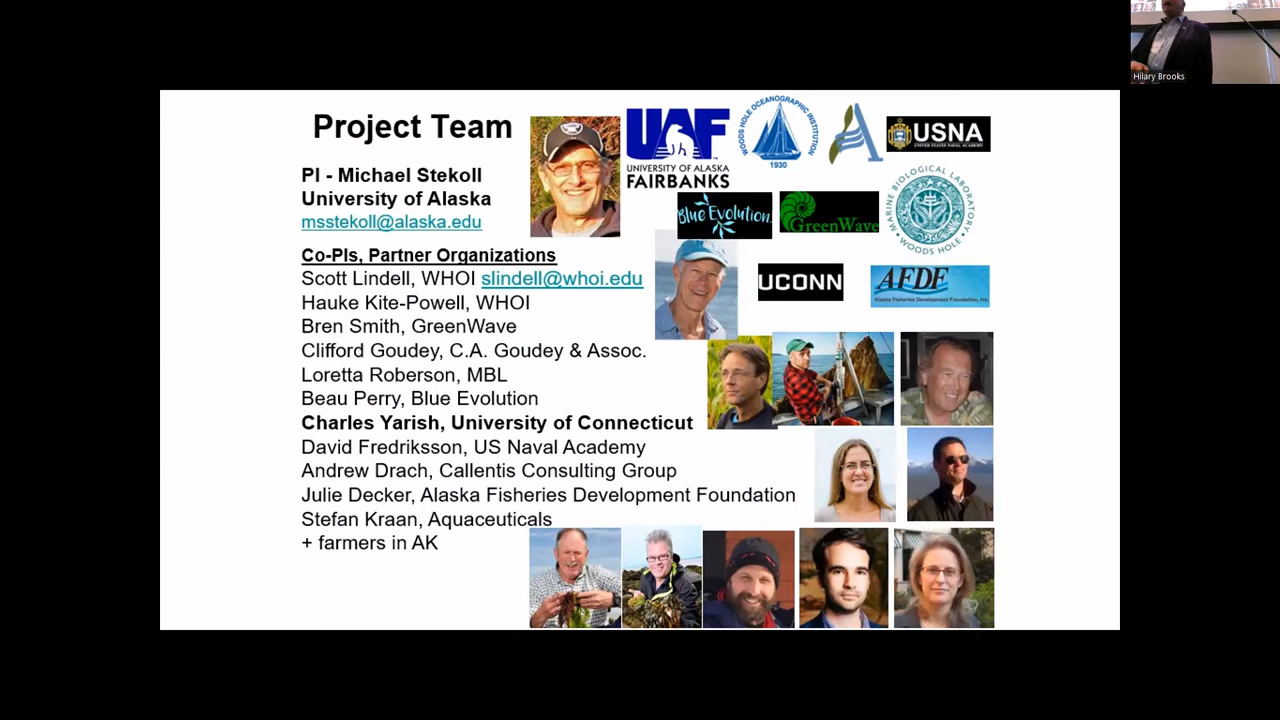 Hilary Brooks
Project Team
PI - Michael Stekoll
University of Alaska
msstekoll@alaska.edu
Co-PIs, Partner Organizations
Scott Lindell, WHOI slindell@whoi.edu
Hauke Kite-Powell, WHOI
Bren Smith, GreenWave
Clifford Goudey, C.A. Goudey & Assoc.
Loretta Roberson, MBL
Beau Perry, Blue Evolution
Charles Yarish, University of Connecticut
David Fredriksson, US Naval Academy
Andrew Drach, Callentis Consulting Group
Julie Decker, Alaska Fisheries Development Foundation
Stefan Kraan, Aquaceuticals
+ farmers in AK
UAF
UNIVERSITY OF ALASKA
FAIRBANKS
WOODS HOLE OCEANOGRAPHIC INSTITUTION
1930
USNA
UNITED STATES NAVAL ACADEMY
Blue Evolution
GreenWave
MARINE BIOLOGICAL LABORATORY
WOODS HOLE
UCONN
AFDF
Alaska Fisheries Development Foundation, Inc.